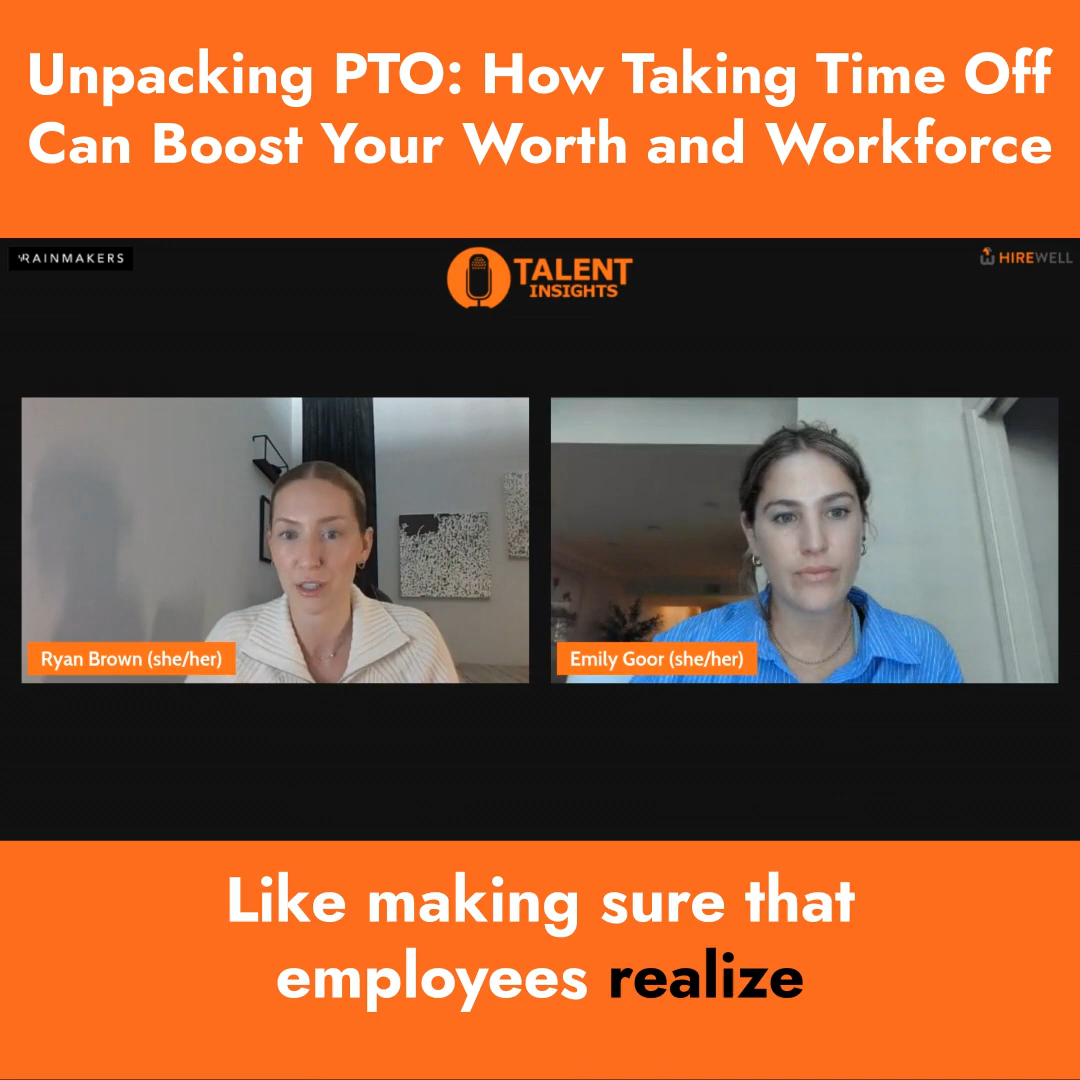 Unpacking PTO: How Taking Time Off
Can Boost Your Worth and Workforce
RAINMAKERS
TALENT
INSIGHTS
HIREWELL
Ryan Brown (she/her)
Emily Goor (she/her)
Like making sure that
employees realize